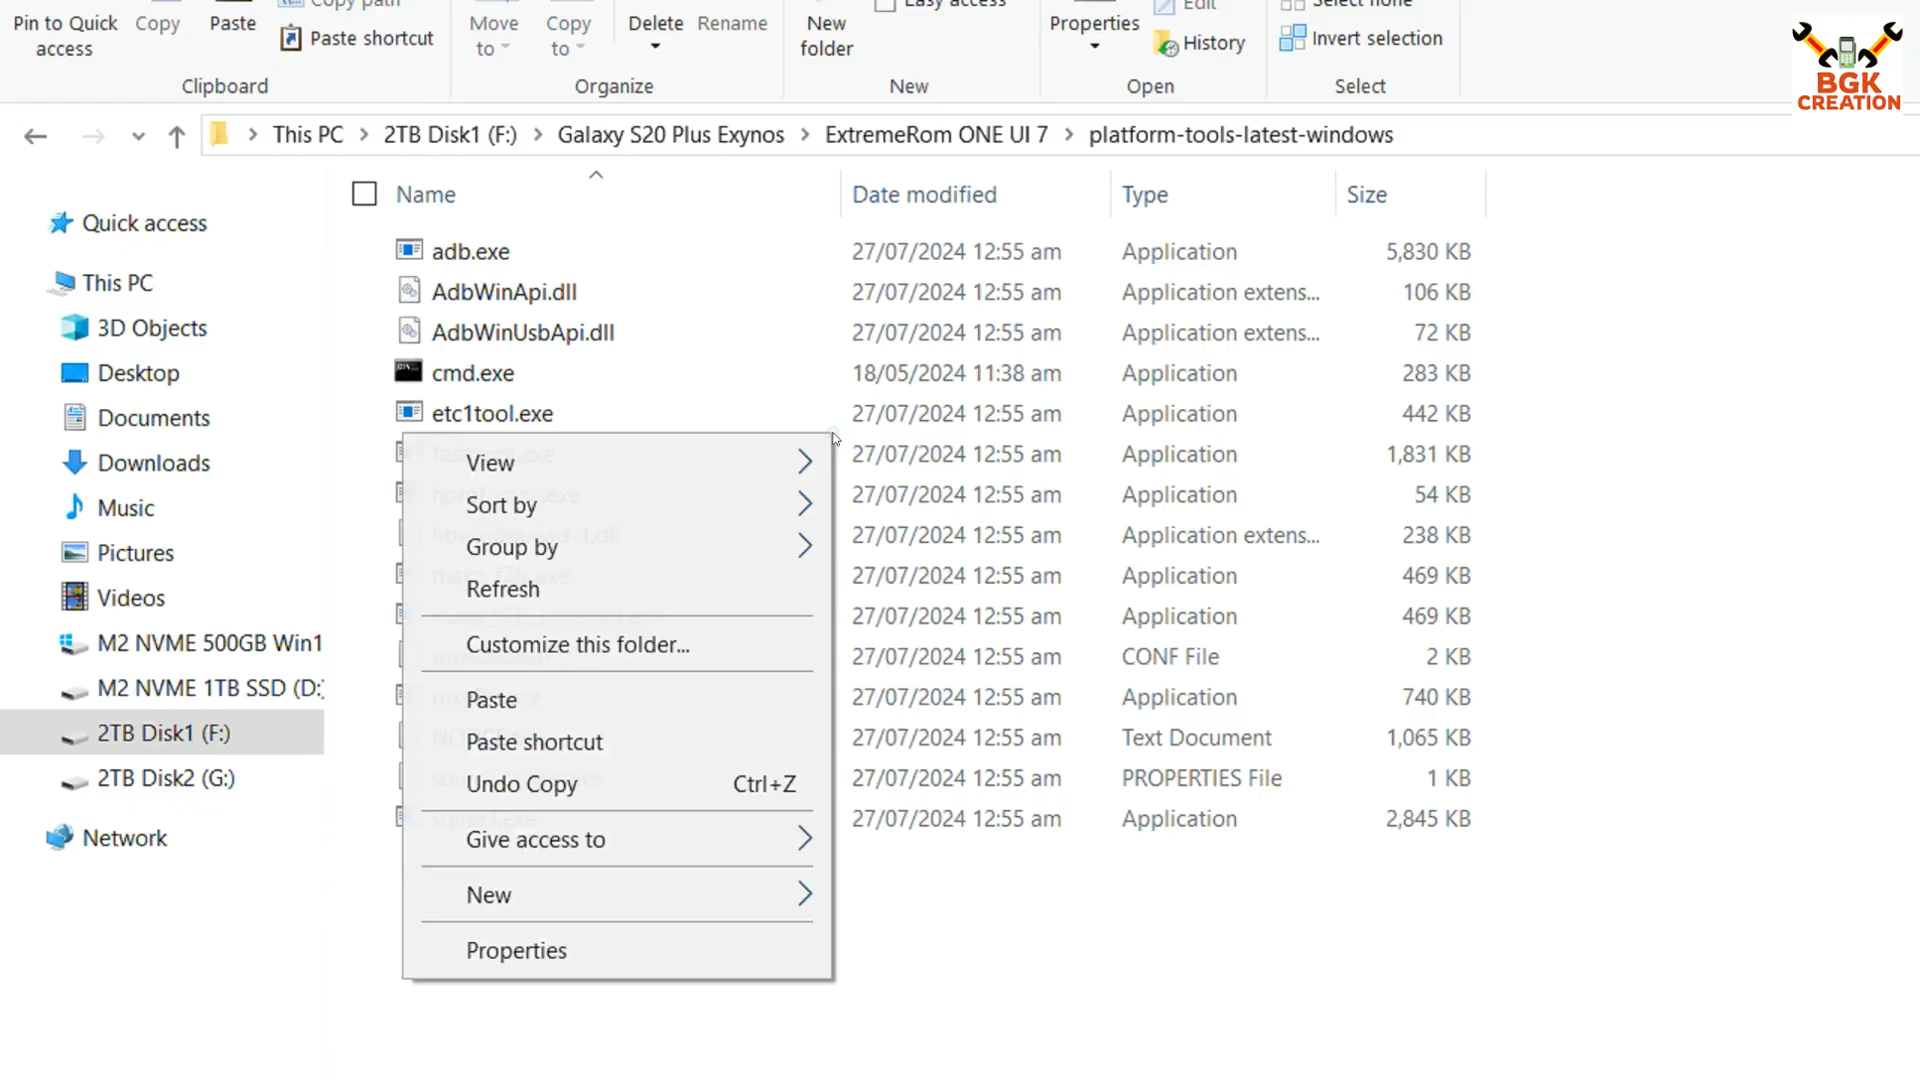 Pin to Quick access
Copy
Paste
Copy path
Paste shortcut
Clipboard
Move to
Copy to
Delete
Rename
Organize
New folder
Easy access
New
Properties
Edit
History
Open
Select none
Invert selection
Select
BGK
CREATION
This PC
2TB Disk1 (F:)
Galaxy S20 Plus Exynos
ExtremeRom ONE UI 7
platform-tools-latest-windows
Name
Date modified
Type
Size
Quick access
This PC
3D Objects
Desktop
Documents
Downloads
Music
Pictures
Videos
M2 NVME 500GB Win1
M2 NVME 1TB SSD (D:)
2TB Disk1 (F:)
2TB Disk2 (G:)
Network
adb.exe 27/07/2024 12:55 am Application 5,830 KB
AdbWinApi.dll 27/07/2024 12:55 am Application extens... 106 KB
AdbWinUsbApi.dll 27/07/2024 12:55 am Application extens... 72 KB
cmd.exe 18/05/2024 11:38 am Application 283 KB
etc1tool.exe 27/07/2024 12:55 am Application 442 KB
27/07/2024 12:55 am Application 1,831 KB
27/07/2024 12:55 am Application 54 KB
27/07/2024 12:55 am Application extens... 238 KB
27/07/2024 12:55 am Application 469 KB
27/07/2024 12:55 am Application 469 KB
27/07/2024 12:55 am CONF File 2 KB
27/07/2024 12:55 am Application 740 KB
27/07/2024 12:55 am Text Document 1,065 KB
27/07/2024 12:55 am PROPERTIES File 1 KB
27/07/2024 12:55 am Application 2,845 KB
View
Sort by
Group by
Refresh
Customize this folder...
Paste
Paste shortcut
Undo Copy Ctrl+Z
Give access to
New
Properties